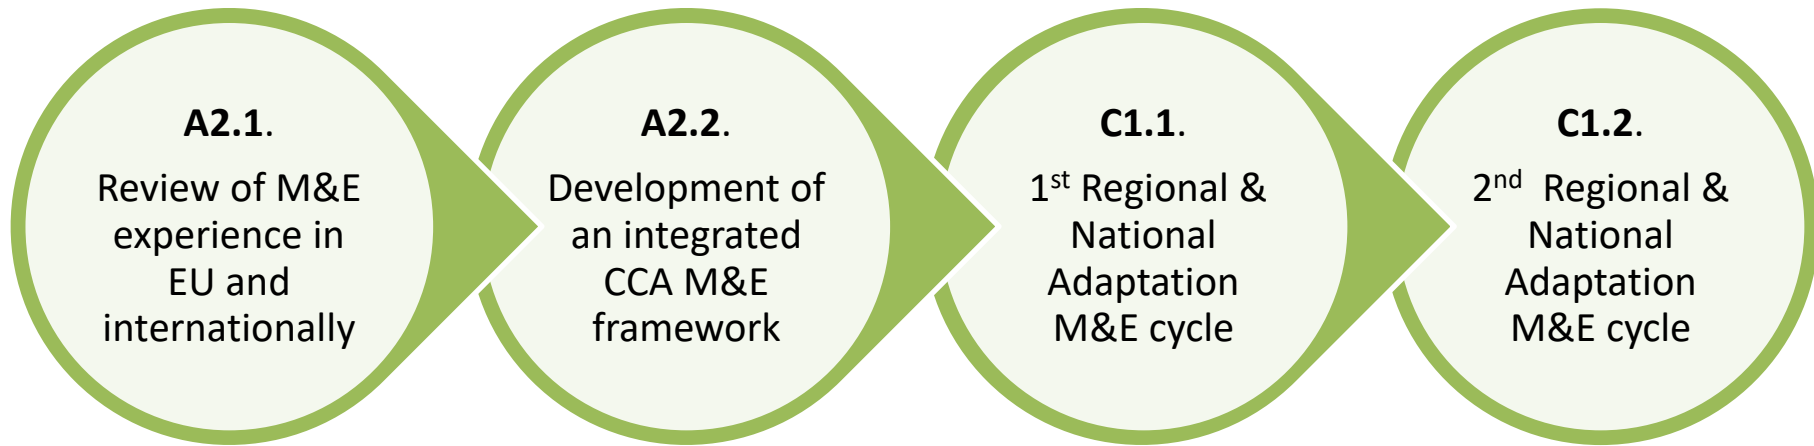 A2.1.
Review of M&E
experience in
EU and
internationally
A2.2.
Development of
an integrated
CCA M&E
framework
C1.1.
1st Regional &
National
Adaptation
M&E cycle
C1.2.
2nd Regional &
National
Adaptation
M&E cycle